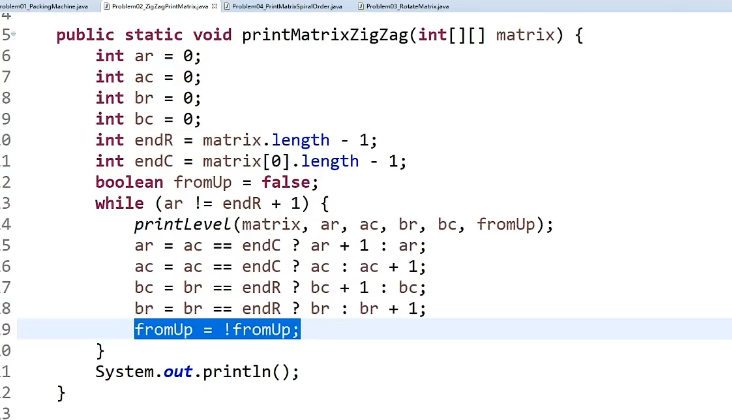 Problem01_PackingMachine.java Problem02_ZigZagPrintMatrix.java Problem04_PrintMatrixSpiralOrder.java Problem03_RotateMatrix.java
4
5 public static void printMatrixZigZag(int[][] matrix) {
6 int ar = 0;
7 int ac = 0;
8 int br = 0;
9 int bc = 0;
0 int endR = matrix.length - 1;
1 int endC = matrix[0].length - 1;
2 boolean fromUp = false;
3 while (ar != endR + 1) {
4 printLevel(matrix, ar, ac, br, bc, fromUp);
5 ar = ac == endC ? ar + 1 : ar;
6 ac = ac == endC ? ac : ac + 1;
7 bc = br == endR ? bc + 1 : bc;
8 br = br == endR ? br : br + 1;
9 fromUp = !fromUp;
0 }
1 System.out.println();
2 }
3